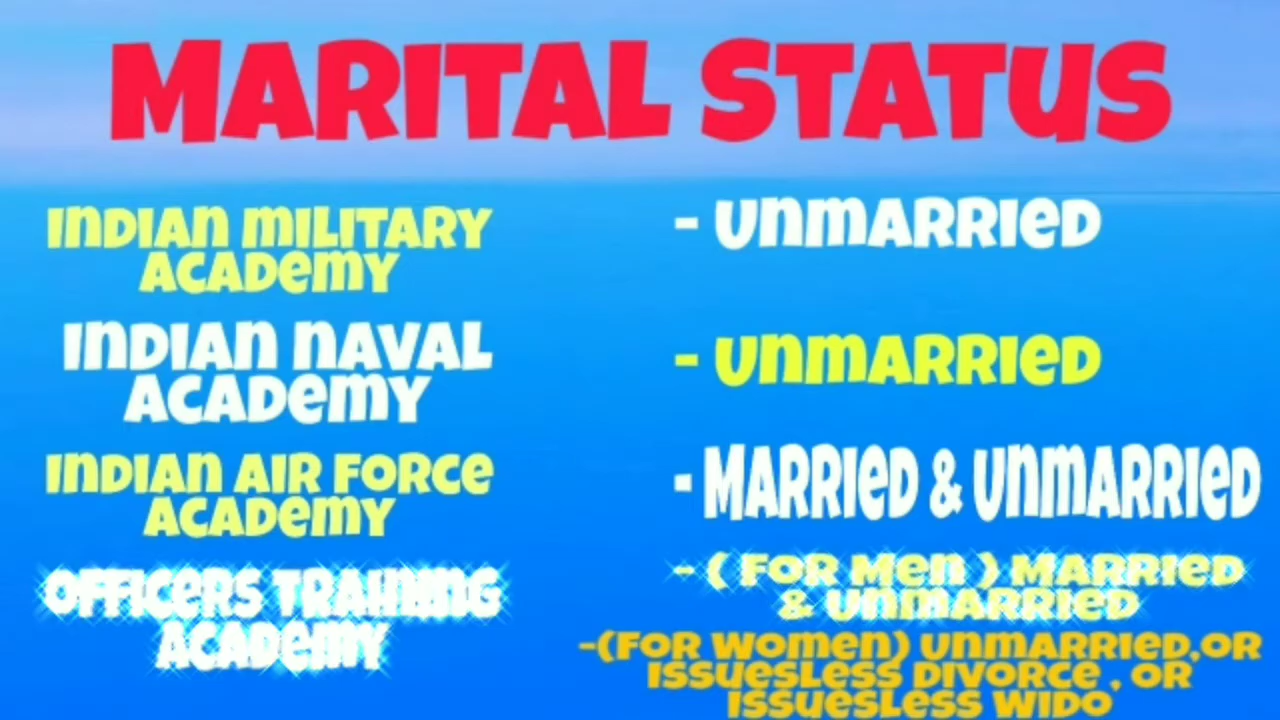 MARITAL STATUS
INDIAN MILITARY
ACADEMY
- UNMARRIED
INDIAN NAVAL
ACADEMY
- UNMARRIED
INDIAN AIR FORCE
ACADEMY
- MARRIED & UNMARRIED
OFFICERS TRAINING
ACADEMY
- ( FOR MEN ) MARRIED
& UNMARRIED
-(FOR WOMEN) UNMARRIED,OR
ISSUESLESS DIVORCE , OR
ISSUESLESS WIDO